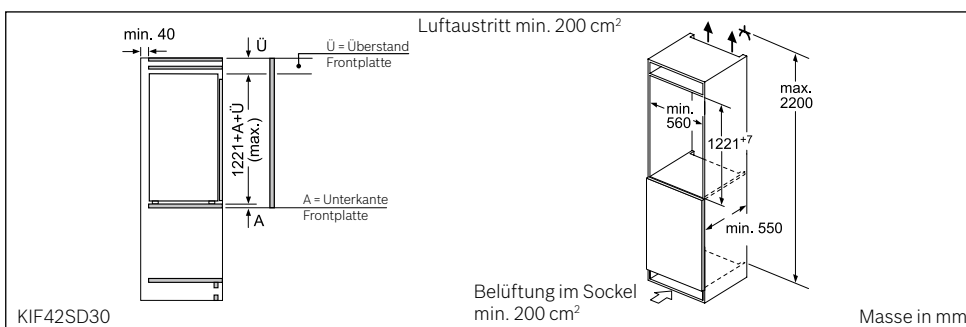 Luftaustritt min. 200 cm²
min. 40
Ü
Ü = Überstand
Frontplatte
1221+A+Ü
(max.)
A = Unterkante
Frontplatte
A
KIF42SD30
max.
2200
min.
560
1221⁺⁷
min. 550
Belüftung im Sockel
min. 200 cm²
Masse in mm